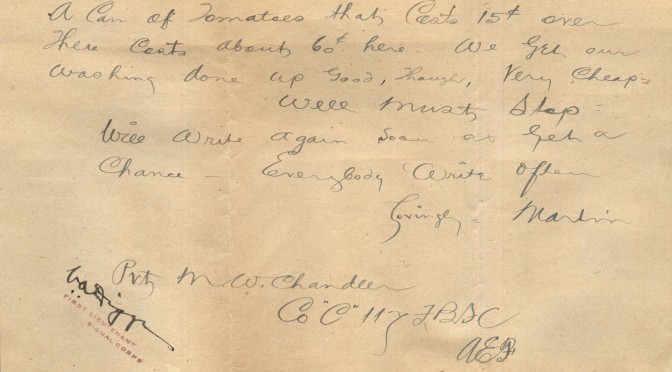 A Can of Tomatoes that Costs 15¢ over
There Costs about 60¢ here - We Get our
Washing done up Good, though, Very Cheap -
Well Must Stop =
Will Write again Soon as Get a
Chance - Everybody Write Often
Lovingly - Martin
Pvt M.W. Chandler
Co "C" 117 F B S C
AEF
FIRST LIEUTENANT
SIGNAL CORPS